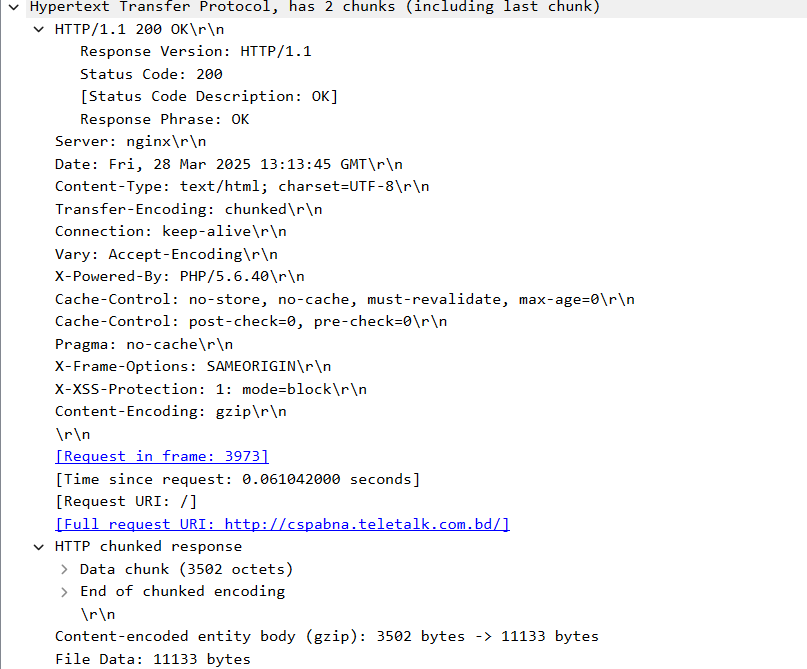 Hypertext Transfer Protocol, has 2 chunks (including last chunk)
HTTP/1.1 200 OK\r\n
Response Version: HTTP/1.1
Status Code: 200
[Status Code Description: OK]
Response Phrase: OK
Server: nginx\r\n
Date: Fri, 28 Mar 2025 13:13:45 GMT\r\n
Content-Type: text/html; charset=UTF-8\r\n
Transfer-Encoding: chunked\r\n
Connection: keep-alive\r\n
Vary: Accept-Encoding\r\n
X-Powered-By: PHP/5.6.40\r\n
Cache-Control: no-store, no-cache, must-revalidate, max-age=0\r\n
Cache-Control: post-check=0, pre-check=0\r\n
Pragma: no-cache\r\n
X-Frame-Options: SAMEORIGIN\r\n
X-XSS-Protection: 1: mode=block\r\n
Content-Encoding: gzip\r\n
\r\n
[Request in frame: 3973]
[Time since request: 0.061042000 seconds]
[Request URI: /]
[Full request URI: http://cspabna.teletalk.com.bd/]
HTTP chunked response
Data chunk (3502 octets)
End of chunked encoding
\r\n
Content-encoded entity body (gzip): 3502 bytes -> 11133 bytes
File Data: 11133 bytes